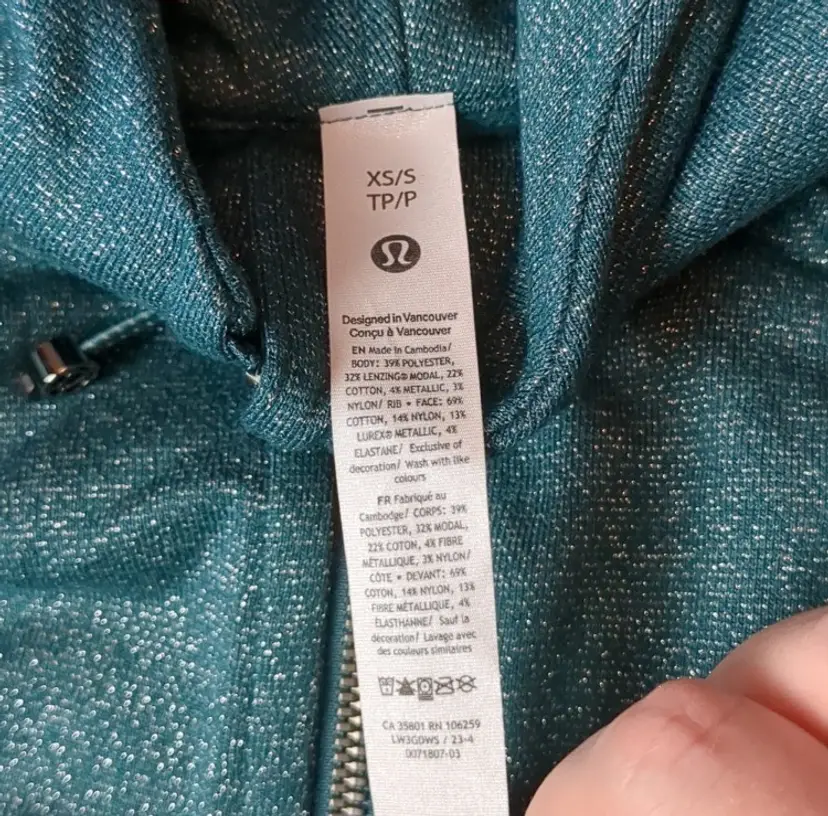 XS/S
TP/P
Designed in Vancouver
Conçu à Vancouver
EN Made in Cambodia/
BODY: 39% POLYESTER,
32% LENZING® MODAL, 22%
COTTON, 4% METALLIC, 3%
NYLON/ RIB • FACE: 69%
COTTON, 14% NYLON, 13%
LUREX® METALLIC, 4%
ELASTANE/ Exclusive of
decoration/ Wash with like
colours
FR Fabriqué au
Cambodge/ CORPS: 39%
POLYESTER, 32% MODAL,
22% COTON, 4% FIBRE
MÉTALLIQUE, 3% NYLON/
CÔTE • DEVANT: 69%
COTON, 14% NYLON, 13%
FIBRE MÉTALLIQUE, 4%
ÉLASTHANNE/ Sauf la
décoration/ Lavage avec
des couleurs similaires
CA 35801 RN 106259
LW3GDWS / 23-4
0071807-03